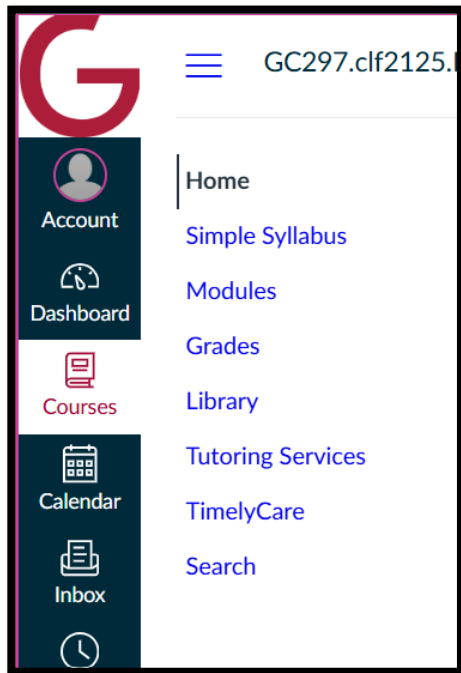 G
GC297.clf2125.
Account
Dashboard
Courses
Calendar
Inbox
Home
Simple Syllabus
Modules
Grades
Library
Tutoring Services
TimelyCare
Search